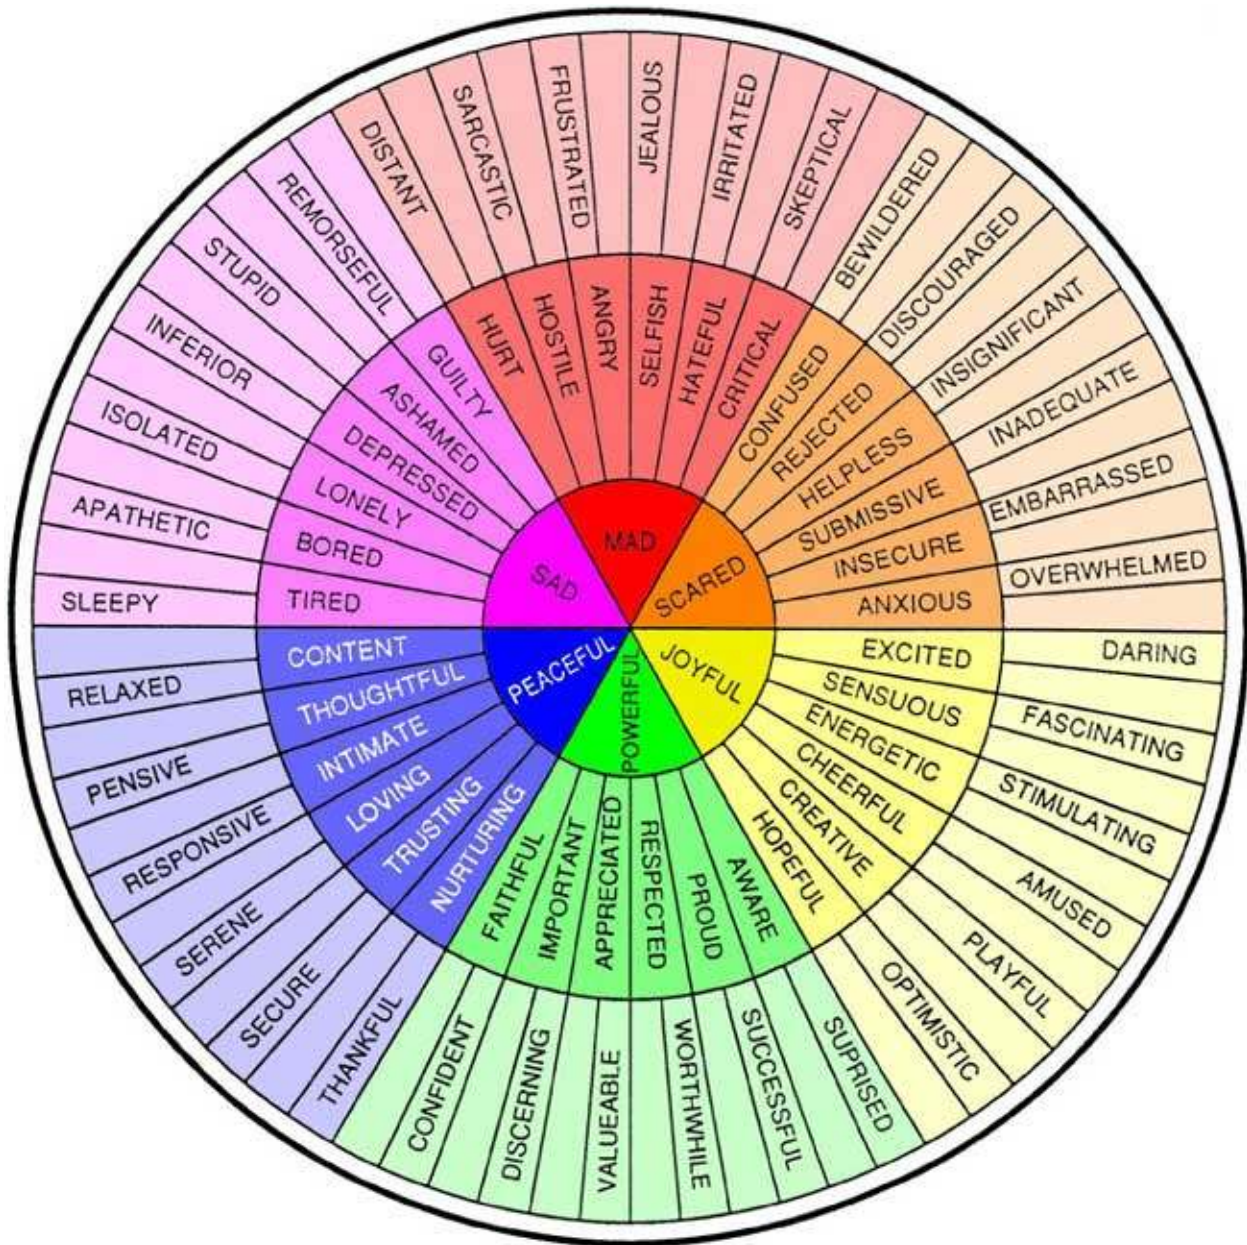 MAD
SCARED
JOYFUL
POWERFUL
PEACEFUL
SAD
HURT
HOSTILE
ANGRY
SELFISH
HATEFUL
CRITICAL
CONFUSED
REJECTED
HELPLESS
SUBMISSIVE
INSECURE
ANXIOUS
EXCITED
SENSUOUS
ENERGETIC
CHEERFUL
CREATIVE
HOPEFUL
AWARE
PROUD
RESPECTED
APPRECIATED
IMPORTANT
FAITHFUL
NURTURING
TRUSTING
LOVING
INTIMATE
THOUGHTFUL
CONTENT
TIRED
BORED
LONELY
DEPRESSED
ASHAMED
GUILTY
DISTANT
SARCASTIC
FRUSTRATED
JEALOUS
IRRITATED
SKEPTICAL
BEWILDERED
DISCOURAGED
INSIGNIFICANT
INADEQUATE
EMBARRASSED
OVERWHELMED
DARING
FASCINATING
STIMULATING
AMUSED
PLAYFUL
OPTIMISTIC
SUPRISED
SUCCESSFUL
WORTHWHILE
VALUEABLE
DISCERNING
CONFIDENT
THANKFUL
SECURE
SERENE
RESPONSIVE
PENSIVE
RELAXED
SLEEPY
APATHETIC
ISOLATED
INFERIOR
STUPID
REMORSEFUL